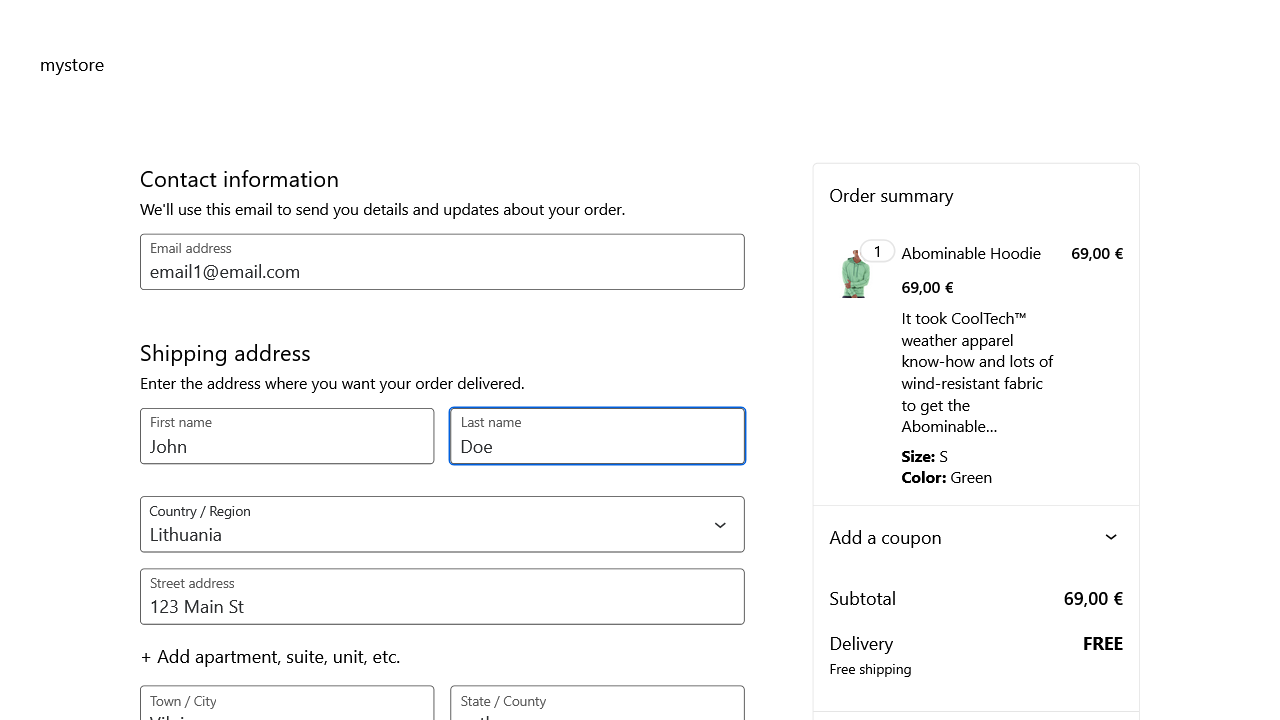 mystore
Contact information
We'll use this email to send you details and updates about your order.
Email address
email1@email.com
Shipping address
Enter the address where you want your order delivered.
First name
John
Last name
Doe
Country / Region
Lithuania
Street address
123 Main St
+ Add apartment, suite, unit, etc.
Town / City
State / County
Order summary
1
Abominable Hoodie
69,00 €
69,00 €
It took CoolTech™
weather apparel
know-how and lots of
wind-resistant fabric
to get the
Abominable...
Size: S
Color: Green
Add a coupon
Subtotal
69,00 €
Delivery
FREE
Free shipping